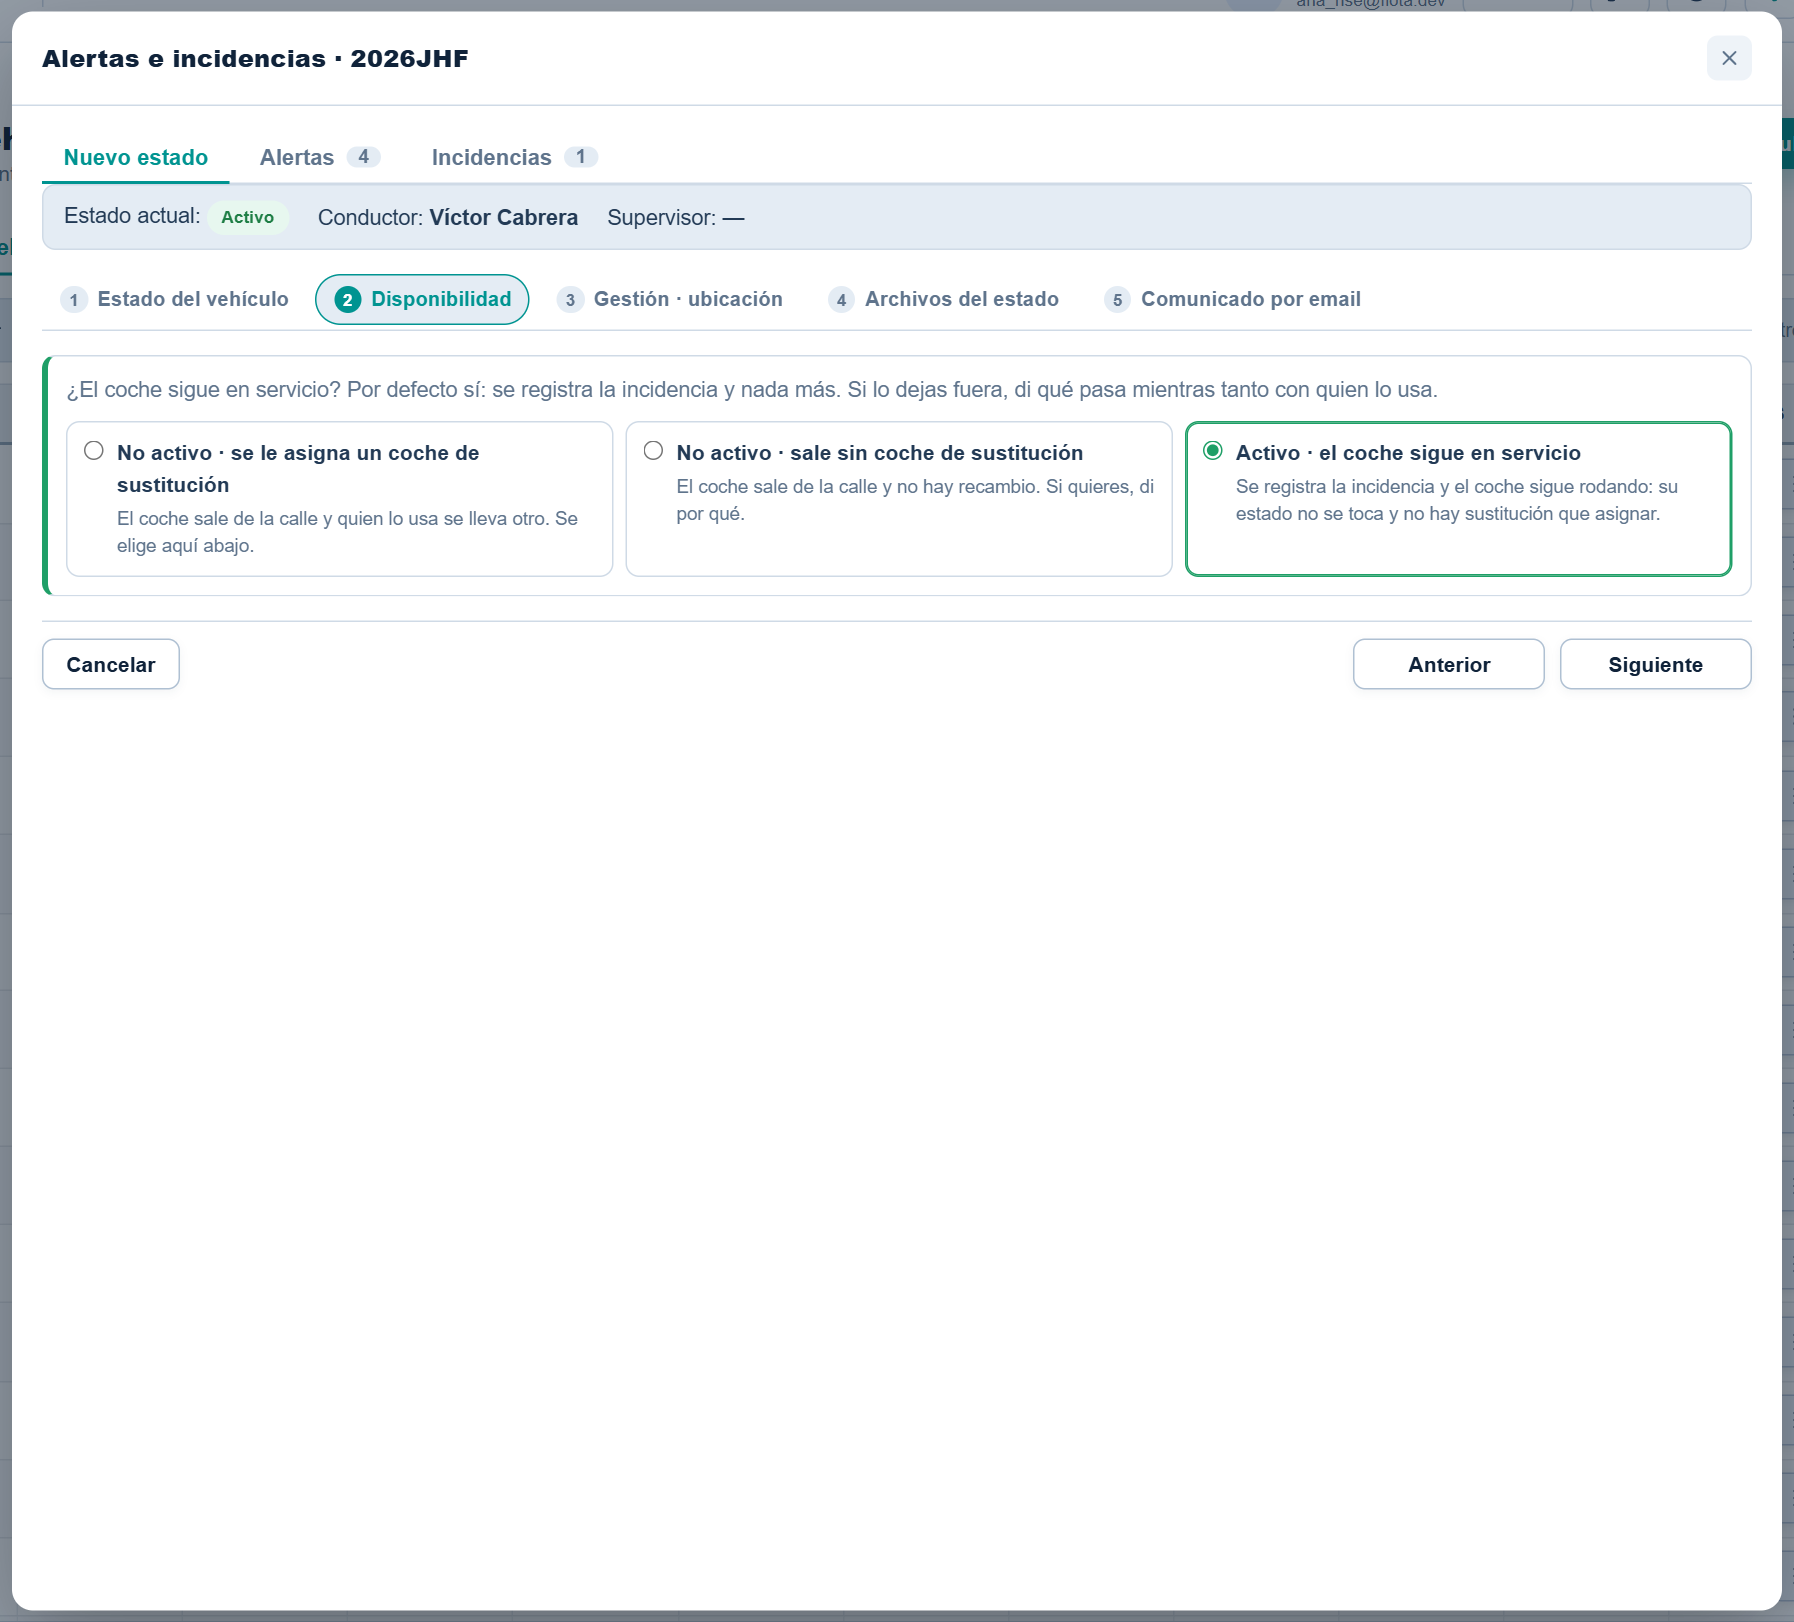 Alertas e incidencias · 2026JHF
Nuevo estado
Alertas 4
Incidencias 1
Estado actual: Activo Conductor: Víctor Cabrera Supervisor: —
1 Estado del vehículo
2 Disponibilidad
3 Gestión · ubicación
4 Archivos del estado
5 Comunicado por email
¿El coche sigue en servicio? Por defecto sí: se registra la incidencia y nada más. Si lo dejas fuera, di qué pasa mientras tanto con quien lo usa.
No activo · se le asigna un coche de
sustitución
El coche sale de la calle y quien lo usa se lleva otro. Se
elige aquí abajo.
No activo · sale sin coche de sustitución
El coche sale de la calle y no hay recambio. Si quieres, di
por qué.
Activo · el coche sigue en servicio
Se registra la incidencia y el coche sigue rodando: su
estado no se toca y no hay sustitución que asignar.
Cancelar
Anterior
Siguiente